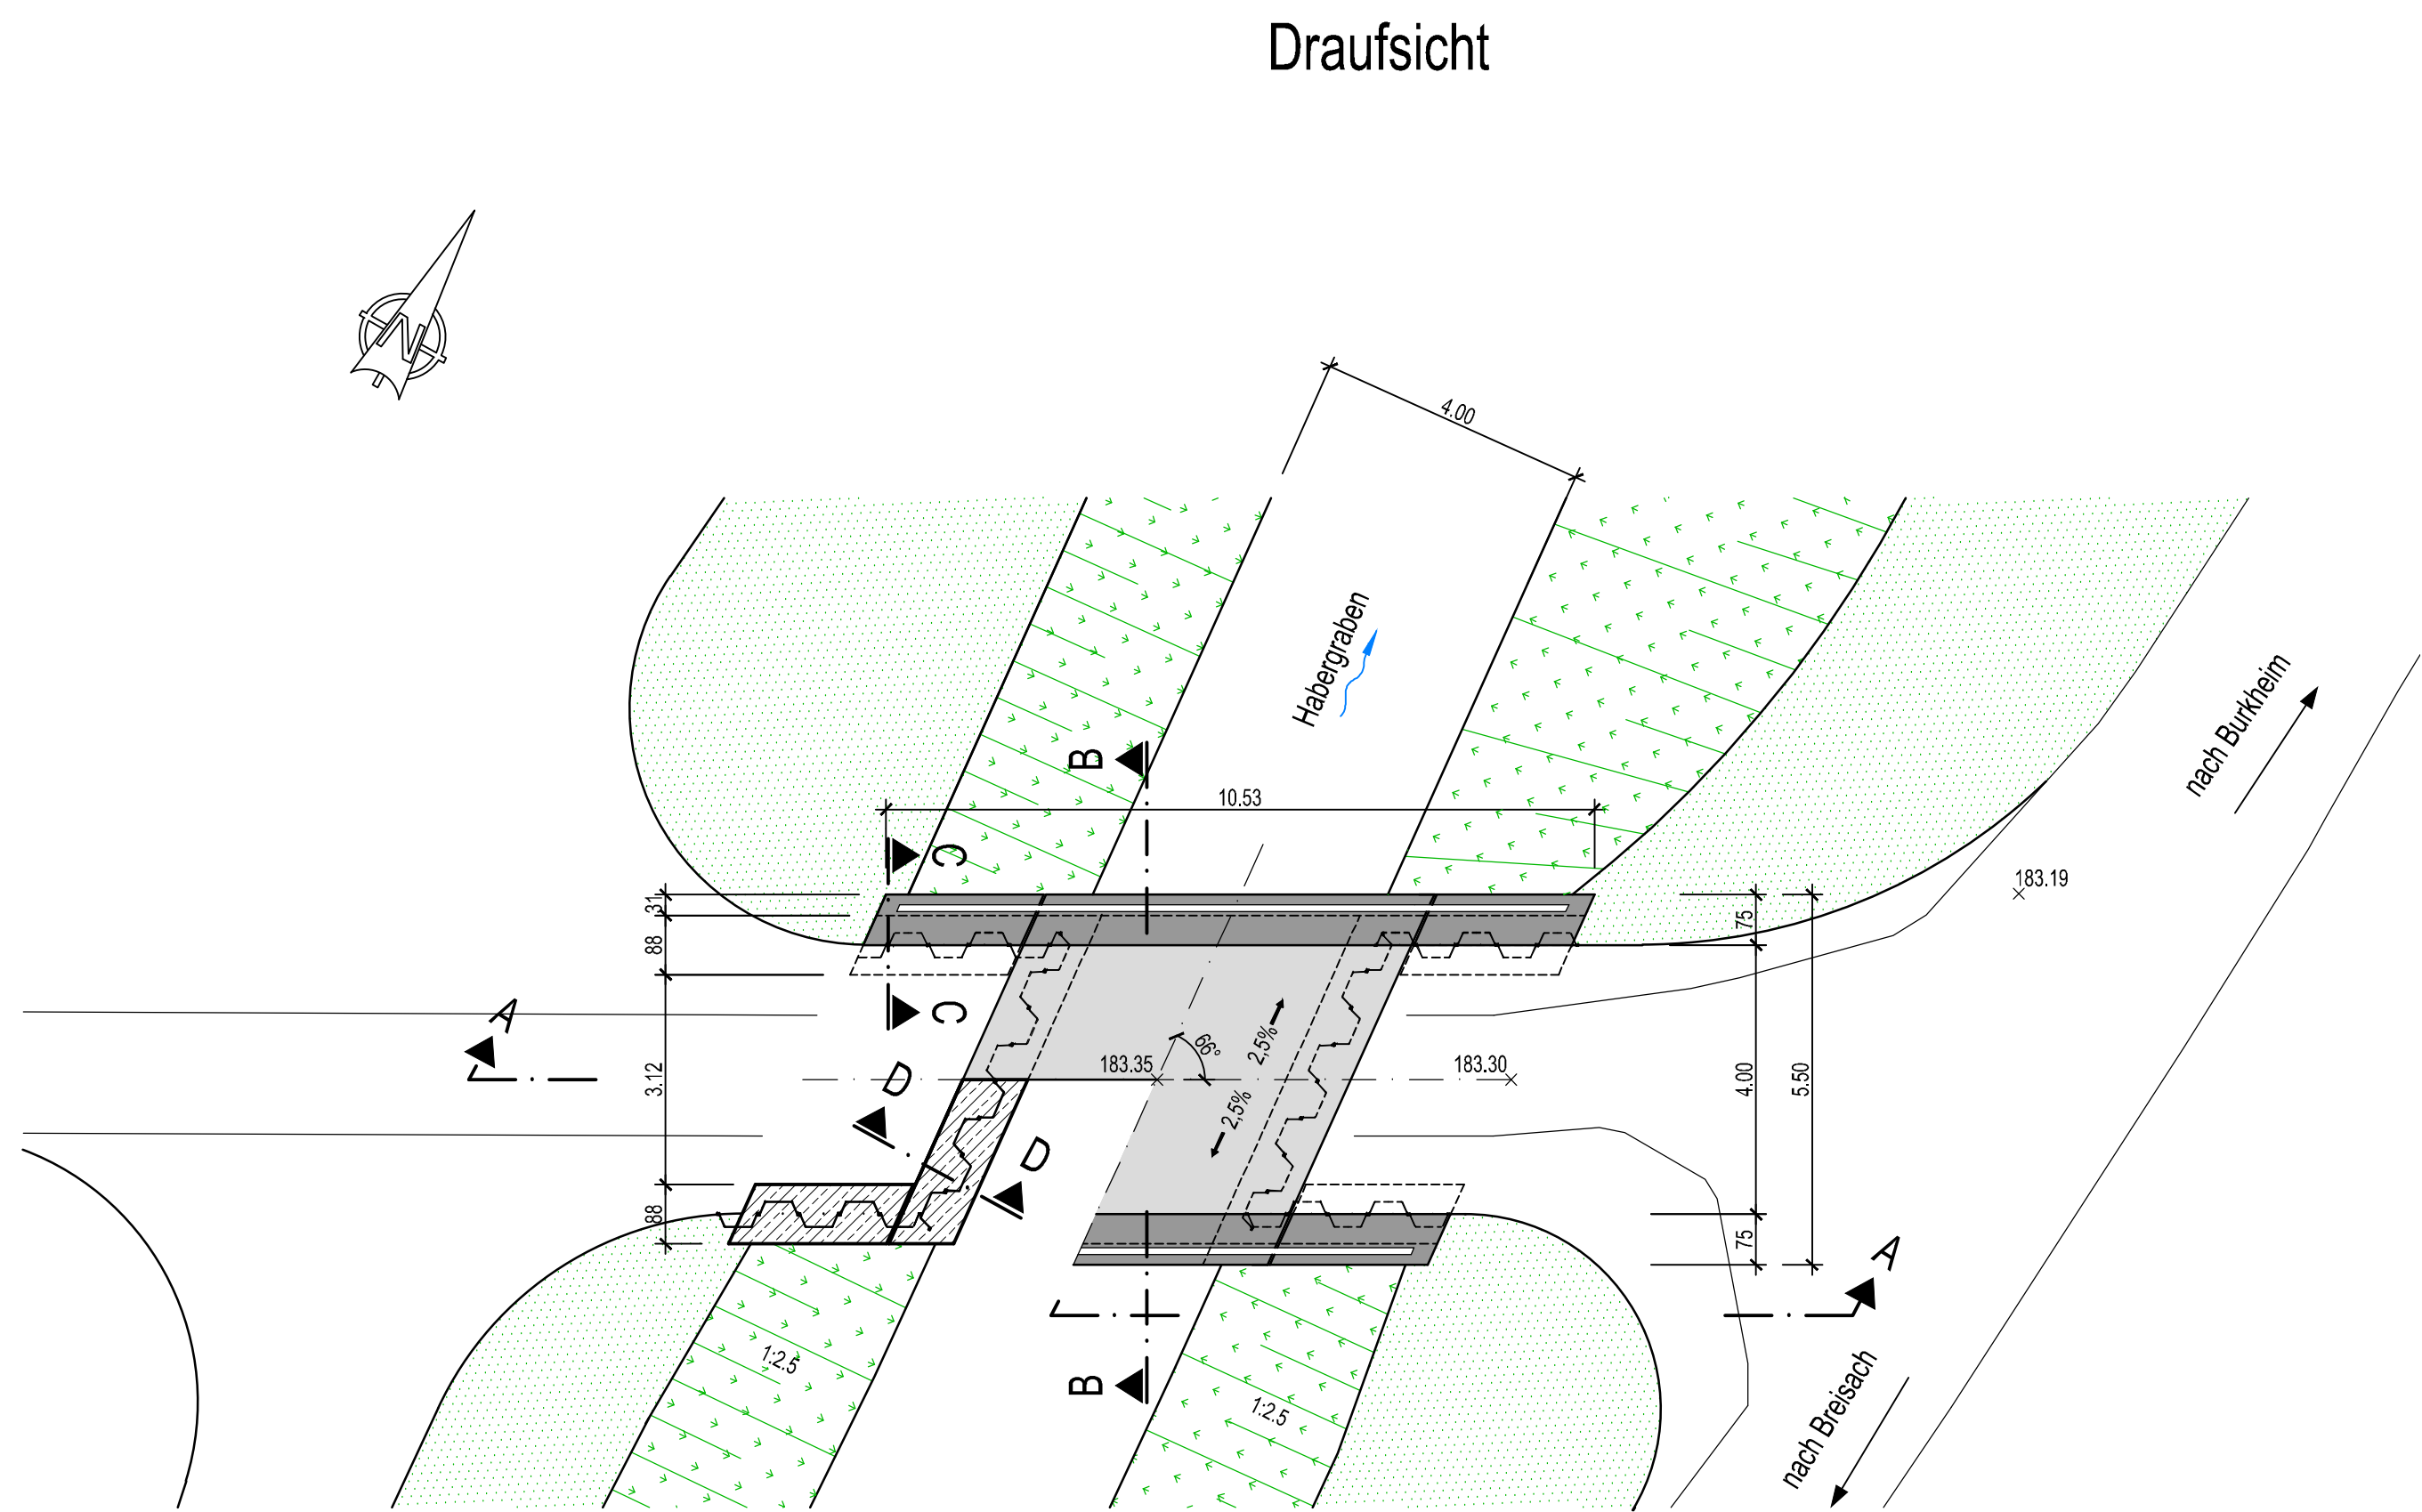 Draufsicht
N
4.00
Habergraben
nach Burkheim
B
10.53
C
183.19
31
75
88
A
C
66°
2,5%
183.35
183.30
3.12
D
4.00
5.50
2,5%
D
88
75
A
1:2.5
B
1:2.5
nach Breisach